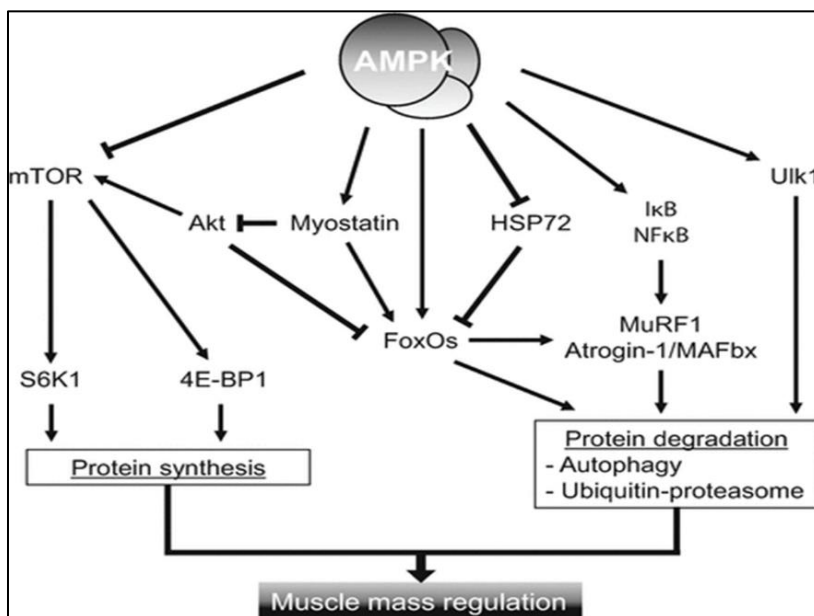 AMPK
mTOR
Ulk1
Akt
Myostatin
HSP72
IκB
NFκB
FoxOs
MuRF1
Atrogin-1/MAFbx
S6K1
4E-BP1
Protein synthesis
Protein degradation
- Autophagy
- Ubiquitin-proteasome
Muscle mass regulation